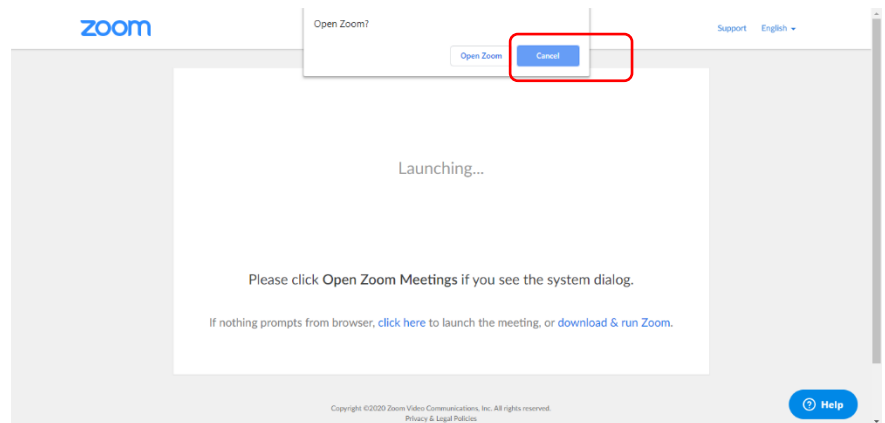 zoom
Open Zoom?
Support English
Open Zoom Cancel
Launching...
Please click Open Zoom Meetings if you see the system dialog.
If nothing prompts from browser, click here to launch the meeting, or download & run Zoom.
Copyright ©2020 Zoom Video Communications, Inc. All rights reserved.
Privacy & Legal Policies
Help